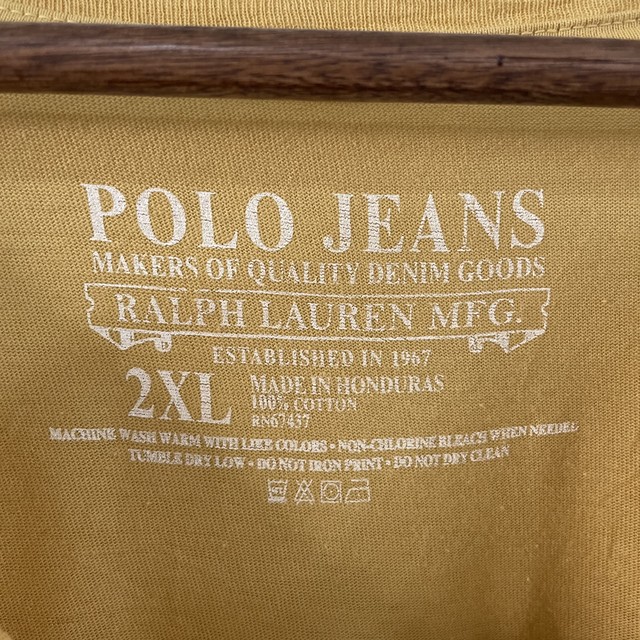 POLO JEANS
MAKERS OF QUALITY DENIM GOODS
RALPH LAUREN MFG.
ESTABLISHED IN 1967
2XL
MADE IN HONDURAS
100% COTTON
RN67457
MACHINE WASH WARM WITH LIKE COLORS • NON-CHLORINE BLEACH WHEN NEEDED
TUMBLE DRY LOW • DO NOT IRON PRINT • DO NOT DRY CLEAN